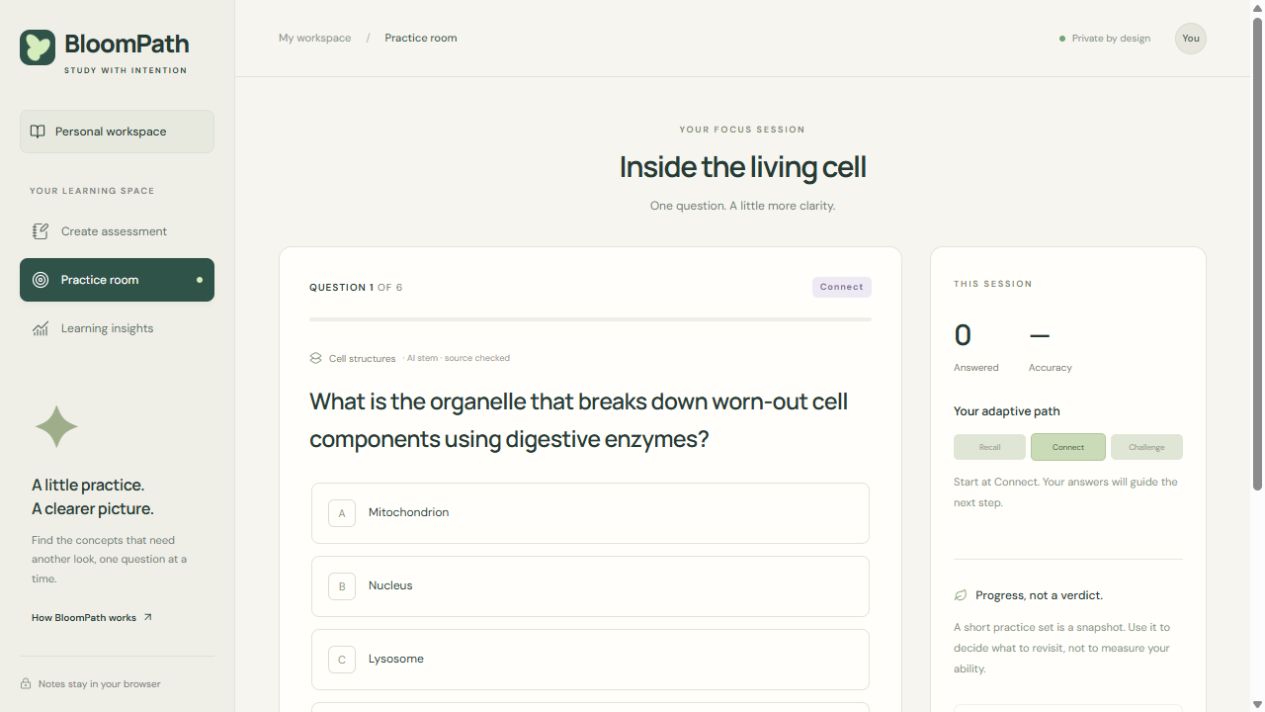 BloomPath
STUDY WITH INTENTION
Personal workspace
YOUR LEARNING SPACE
Create assessment
Practice room
Learning insights
A little practice.
A clearer picture.
Find the concepts that need
another look, one question at a
time.
How BloomPath works
Notes stay in your browser
My workspace / Practice room
Private by design
You
YOUR FOCUS SESSION
Inside the living cell
One question. A little more clarity.
QUESTION 1 OF 6
Connect
Cell structures · AI stem · source checked
What is the organelle that breaks down worn-out cell
components using digestive enzymes?
A Mitochondrion
B Nucleus
C Lysosome
THIS SESSION
0 —
Answered Accuracy
Your adaptive path
Recall Connect Challenge
Start at Connect. Your answers will guide the
next step.
Progress, not a verdict.
A short practice set is a snapshot. Use it to
decide what to revisit, not to measure your
ability.